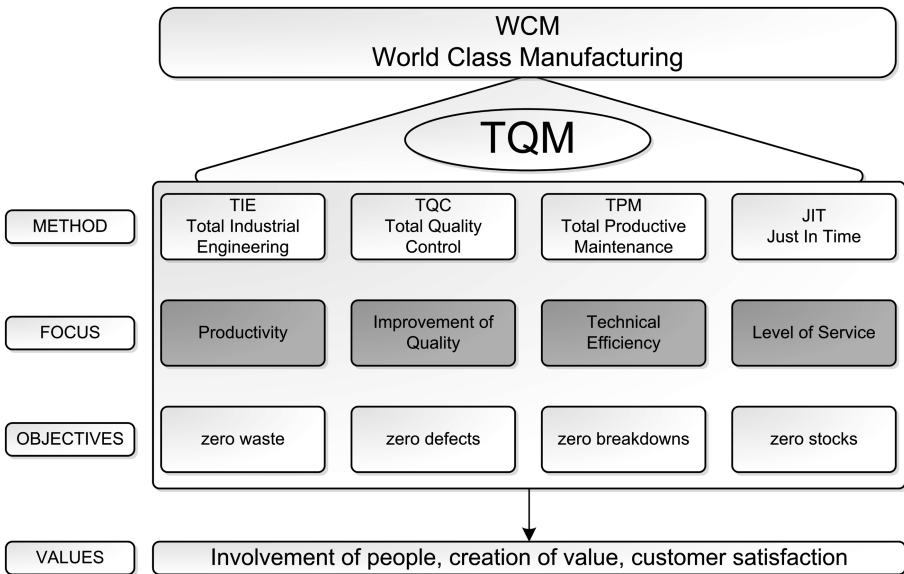 WCM
World Class Manufacturing
TQM
METHOD
TIE
Total Industrial
Engineering
TQC
Total Quality
Control
TPM
Total Productive
Maintenance
JIT
Just In Time
FOCUS
Productivity
Improvement of
Quality
Technical
Efficiency
Level of Service
OBJECTIVES
zero waste
zero defects
zero breakdowns
zero stocks
VALUES
Involvement of people, creation of value, customer satisfaction